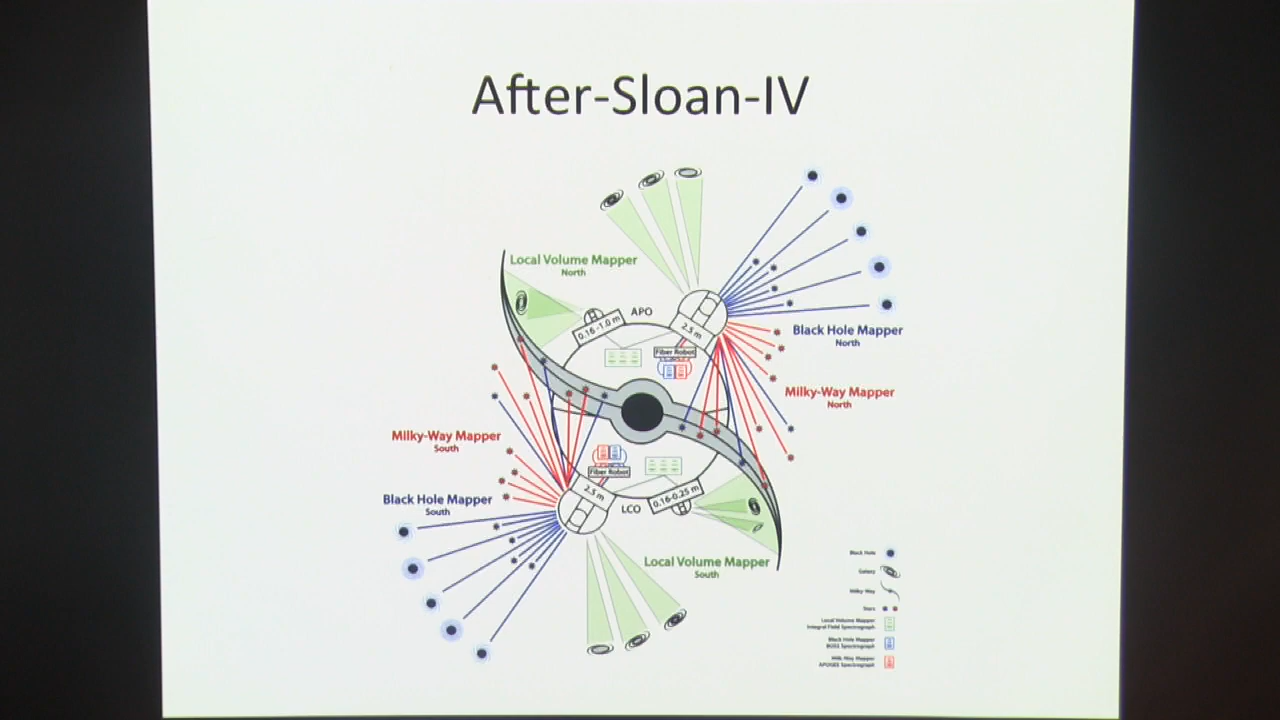 After-Sloan-IV
Local Volume Mapper
North
APO
0.16 -1.0 m
2.5 m
Fiber Robot
Black Hole Mapper
North
Milky-Way Mapper
North
Milky-Way Mapper
South
Fiber Robot
2.5 m
LCO
0.16-0.25 m
Black Hole Mapper
South
Local Volume Mapper
South
Black Hole
Galaxy
Milky-Way
Stars
Local Volume Mapper
Integral Field Spectrograph
Black Hole Mapper
BOSS Spectrograph
Milk Way Mapper
APOGEE Spectrograph